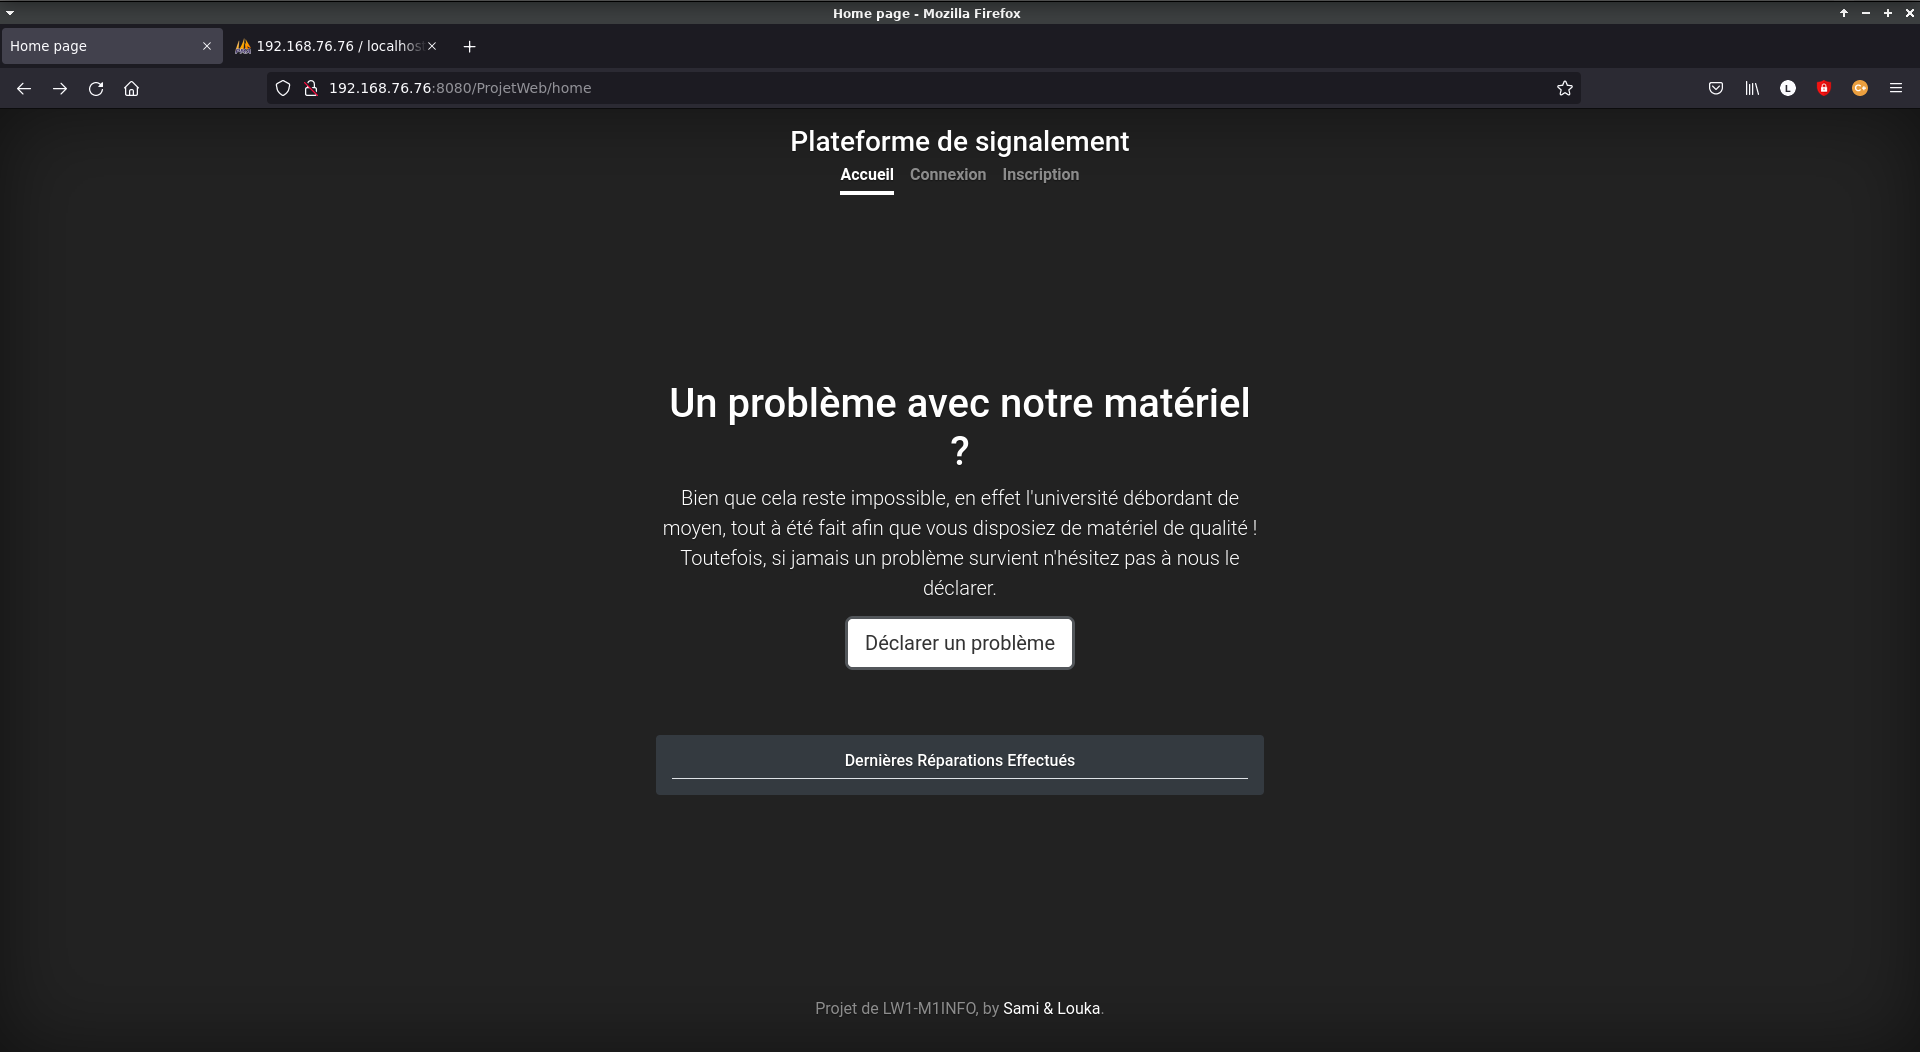 Home page - Mozilla Firefox
Home page
192.168.76.76 / localhos
192.168.76.76:8080/ProjetWeb/home
L
C+
Plateforme de signalement
Accueil Connexion Inscription
Un problème avec notre matériel
?
Bien que cela reste impossible, en effet l'université débordant de
moyen, tout à été fait afin que vous disposiez de matériel de qualité !
Toutefois, si jamais un problème survient n'hésitez pas à nous le
déclarer.
Déclarer un problème
Dernières Réparations Effectués
Projet de LW1-M1INFO, by Sami & Louka.